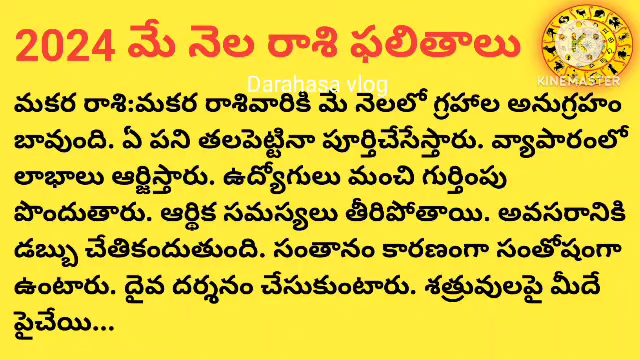 2024 మే నెల రాశి ఫలితాలు
KINEMASTER
Darahasa vlog
మకర రాశి:మకర రాశివారికి మే నెలలో గ్రహాల అనుగ్రహం
బావుంది. ఏ పని తలపెట్టినా పూర్తిచేసేస్తారు. వ్యాపారంలో
లాభాలు ఆర్జిస్తారు. ఉద్యోగులు మంచి గుర్తింపు
పొందుతారు. ఆర్థిక సమస్యలు తీరిపోతాయి. అవసరానికి
డబ్బు చేతికందుతుంది. సంతానం కారణంగా సంతోషంగా
ఉంటారు. దైవ దర్శనం చేసుకుంటారు. శత్రువులపై మీదే
పైచేయి...